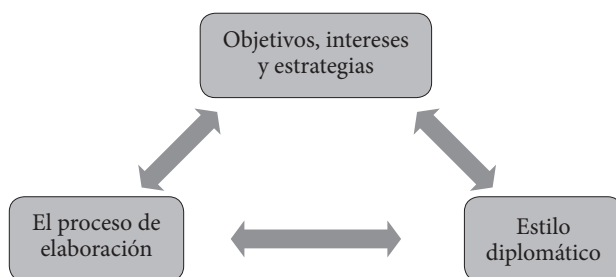 Objetivos, intereses
y estrategias
El proceso de
elaboración
Estilo
diplomático